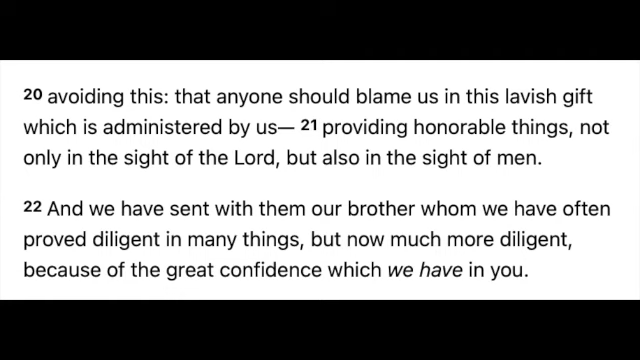 20 avoiding this: that anyone should blame us in this lavish gift
which is administered by us— 21 providing honorable things, not
only in the sight of the Lord, but also in the sight of men.
22 And we have sent with them our brother whom we have often
proved diligent in many things, but now much more diligent,
because of the great confidence which we have in you.